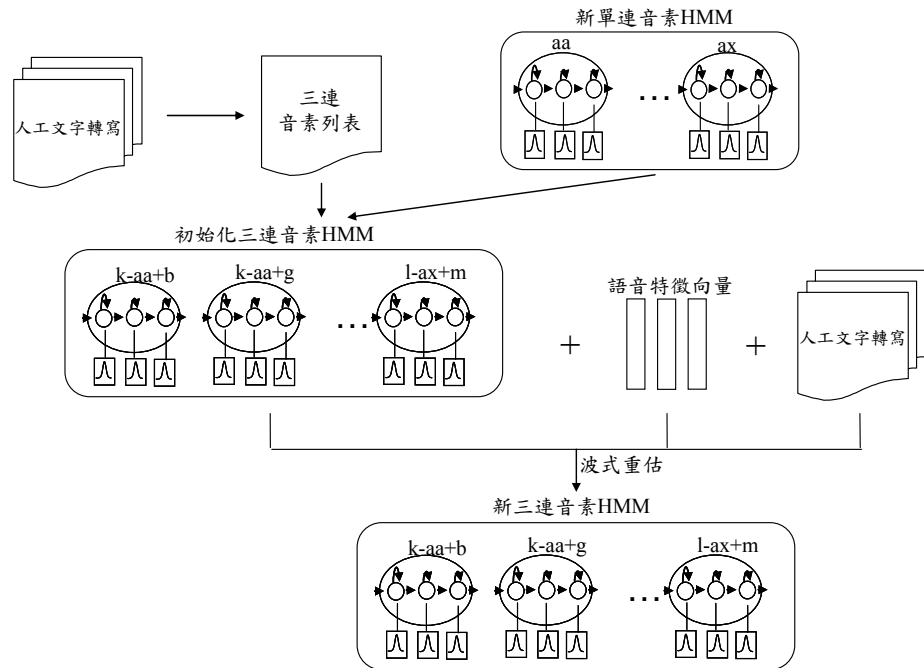 新單連音素HMM
aa
ax
人工文字轉寫
三連
音素列表
...
初始化三連音素HMM
k-aa+b
k-aa+g
l-ax+m
...
語音特徵向量
+
+
人工文字轉寫
波式重估
新三連音素HMM
k-aa+b
k-aa+g
l-ax+m
...